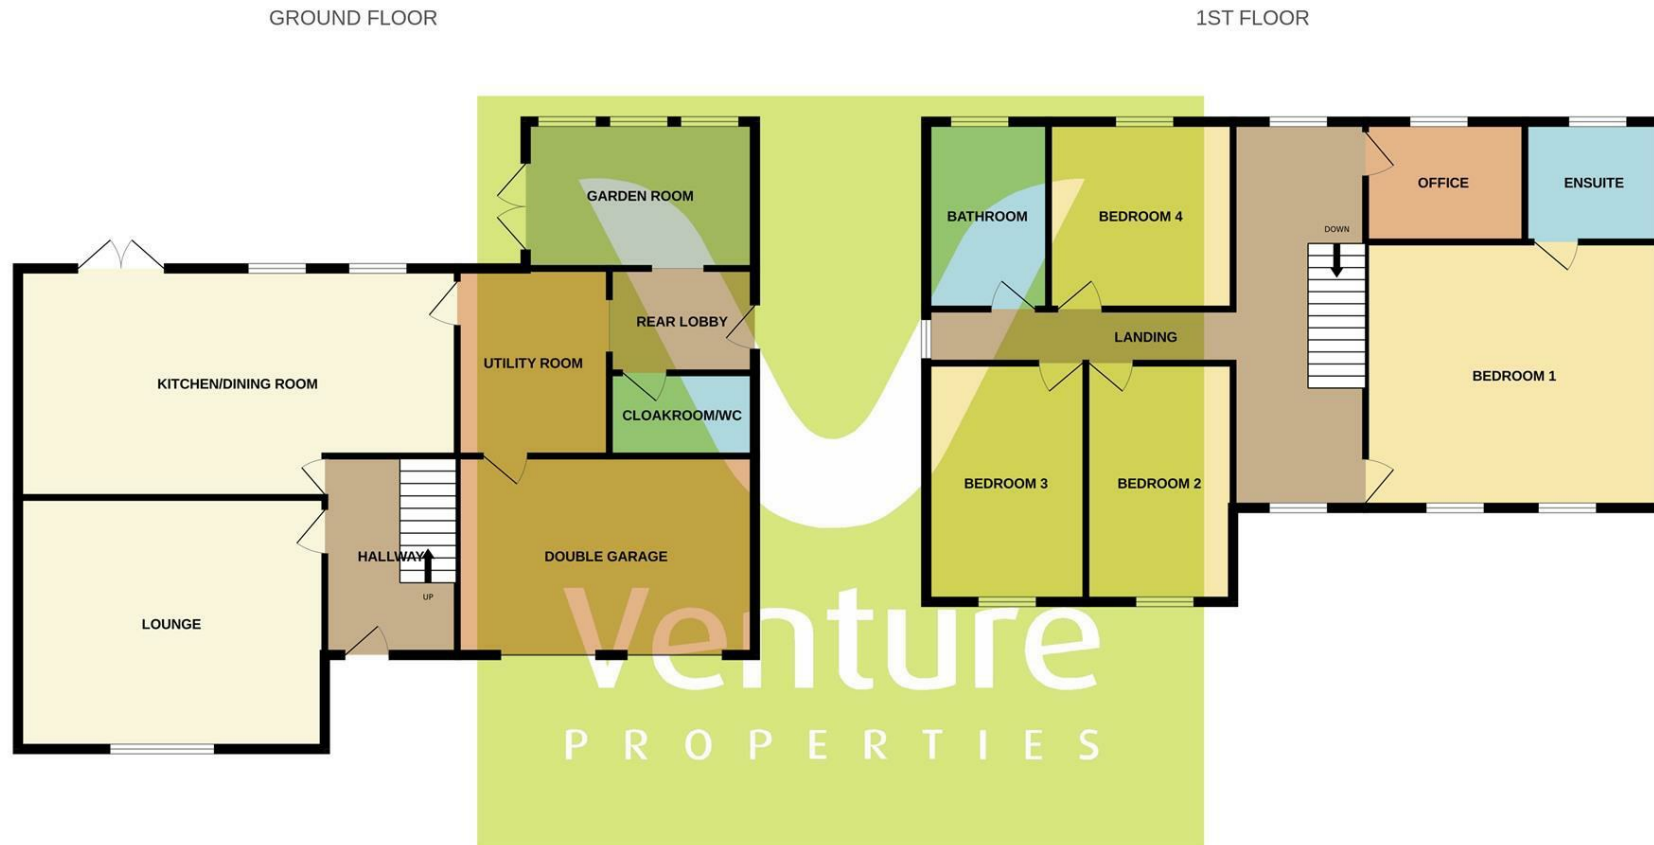 GROUND FLOOR
1ST FLOOR
GARDEN ROOM
REAR LOBBY
KITCHEN/DINING ROOM
UTILITY ROOM
CLOAKROOM/WC
HALLWAY
UP
DOUBLE GARAGE
LOUNGE
BATHROOM
BEDROOM 4
OFFICE
ENSUITE
DOWN
LANDING
BEDROOM 1
BEDROOM 3
BEDROOM 2
Venture
PROPERTIES